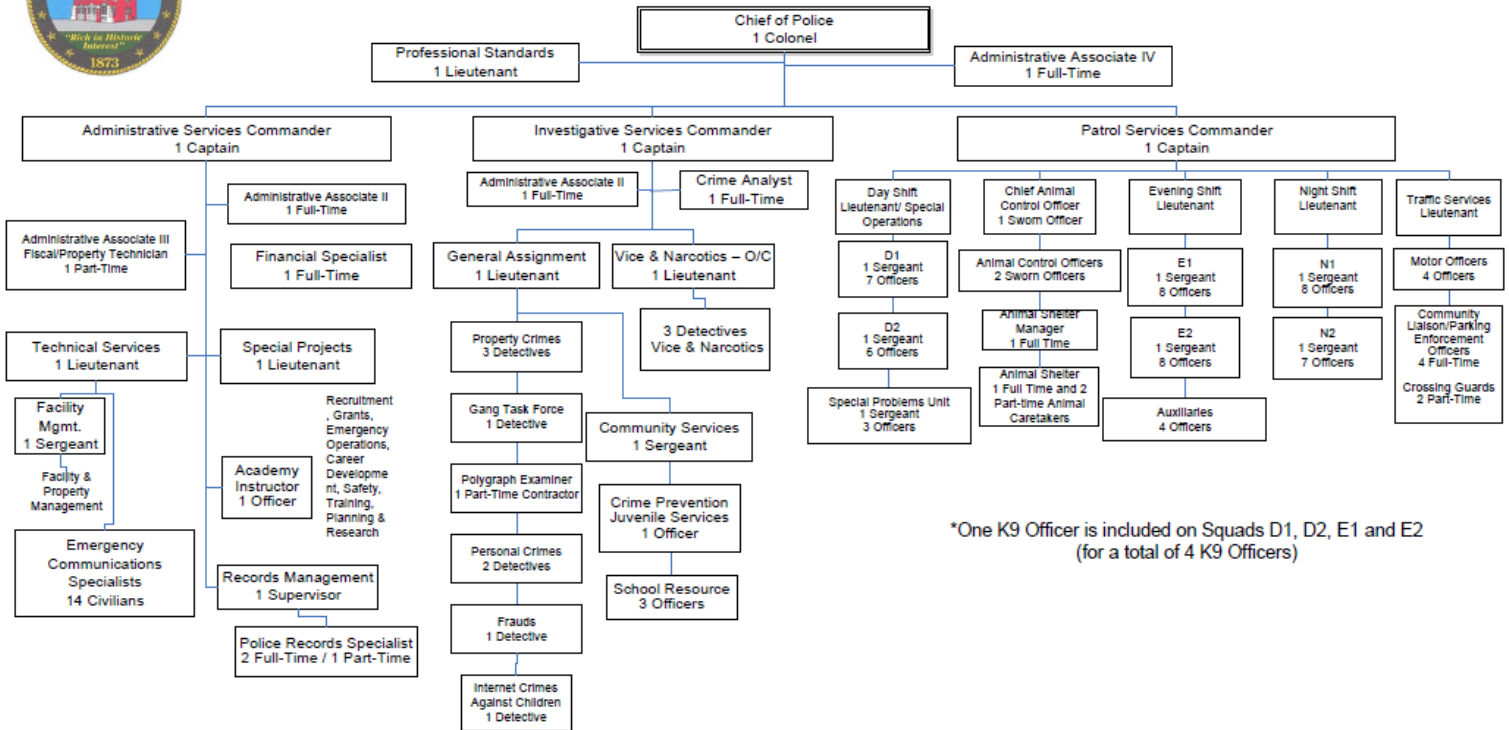 "Rich in Historic
Interest"
1873
Chief of Police
1 Colonel
Professional Standards
1 Lieutenant
Administrative Associate IV
1 Full-Time
Administrative Services Commander
1 Captain
Investigative Services Commander
1 Captain
Patrol Services Commander
1 Captain
Administrative Associate II
1 Full-Time
Administrative Associate III
Fiscal/Property Technician
1 Part-Time
Financial Specialist
1 Full-Time
Technical Services
1 Lieutenant
Special Projects
1 Lieutenant
Facility
Mgmt.
1 Sergeant
Facility &
Property
Management
Recruitment
, Grants,
Emergency
Operations,
Career
Developme
nt, Safety,
Training,
Planning &
Research
Academy
Instructor
1 Officer
Emergency
Communications
Specialists
14 Civilians
Records Management
1 Supervisor
Police Records Specialist
2 Full-Time / 1 Part-Time
Administrative Associate II
1 Full-Time
Crime Analyst
1 Full-Time
General Assignment
1 Lieutenant
Vice & Narcotics – O/C
1 Lieutenant
Property Crimes
3 Detectives
3 Detectives
Vice & Narcotics
Gang Task Force
1 Detective
Community Services
1 Sergeant
Polygraph Examiner
1 Part-Time Contractor
Crime Prevention
Juvenile Services
1 Officer
Personal Crimes
2 Detectives
School Resource
3 Officers
Frauds
1 Detective
Internet Crimes
Against Children
1 Detective
Day Shift
Lieutenant/ Special
Operations
D1
1 Sergeant
7 Officers
D2
1 Sergeant
6 Officers
Special Problems Unit
1 Sergeant
3 Officers
Chief Animal
Control Officer
1 Sworn Officer
Animal Control Officers
2 Sworn Officers
Animal Shelter
Manager
1 Full Time
Animal Shelter
1 Full Time and 2
Part-time Animal
Caretakers
Evening Shift
Lieutenant
E1
1 Sergeant
8 Officers
E2
1 Sergeant
8 Officers
Auxiliaries
4 Officers
Night Shift
Lieutenant
N1
1 Sergeant
8 Officers
N2
1 Sergeant
7 Officers
Traffic Services
Lieutenant
Motor Officers
4 Officers
Community
Liaison/Parking
Enforcement
Officers
4 Full-Time
Crossing Guards
2 Part-Time
*One K9 Officer is included on Squads D1, D2, E1 and E2
(for a total of 4 K9 Officers)